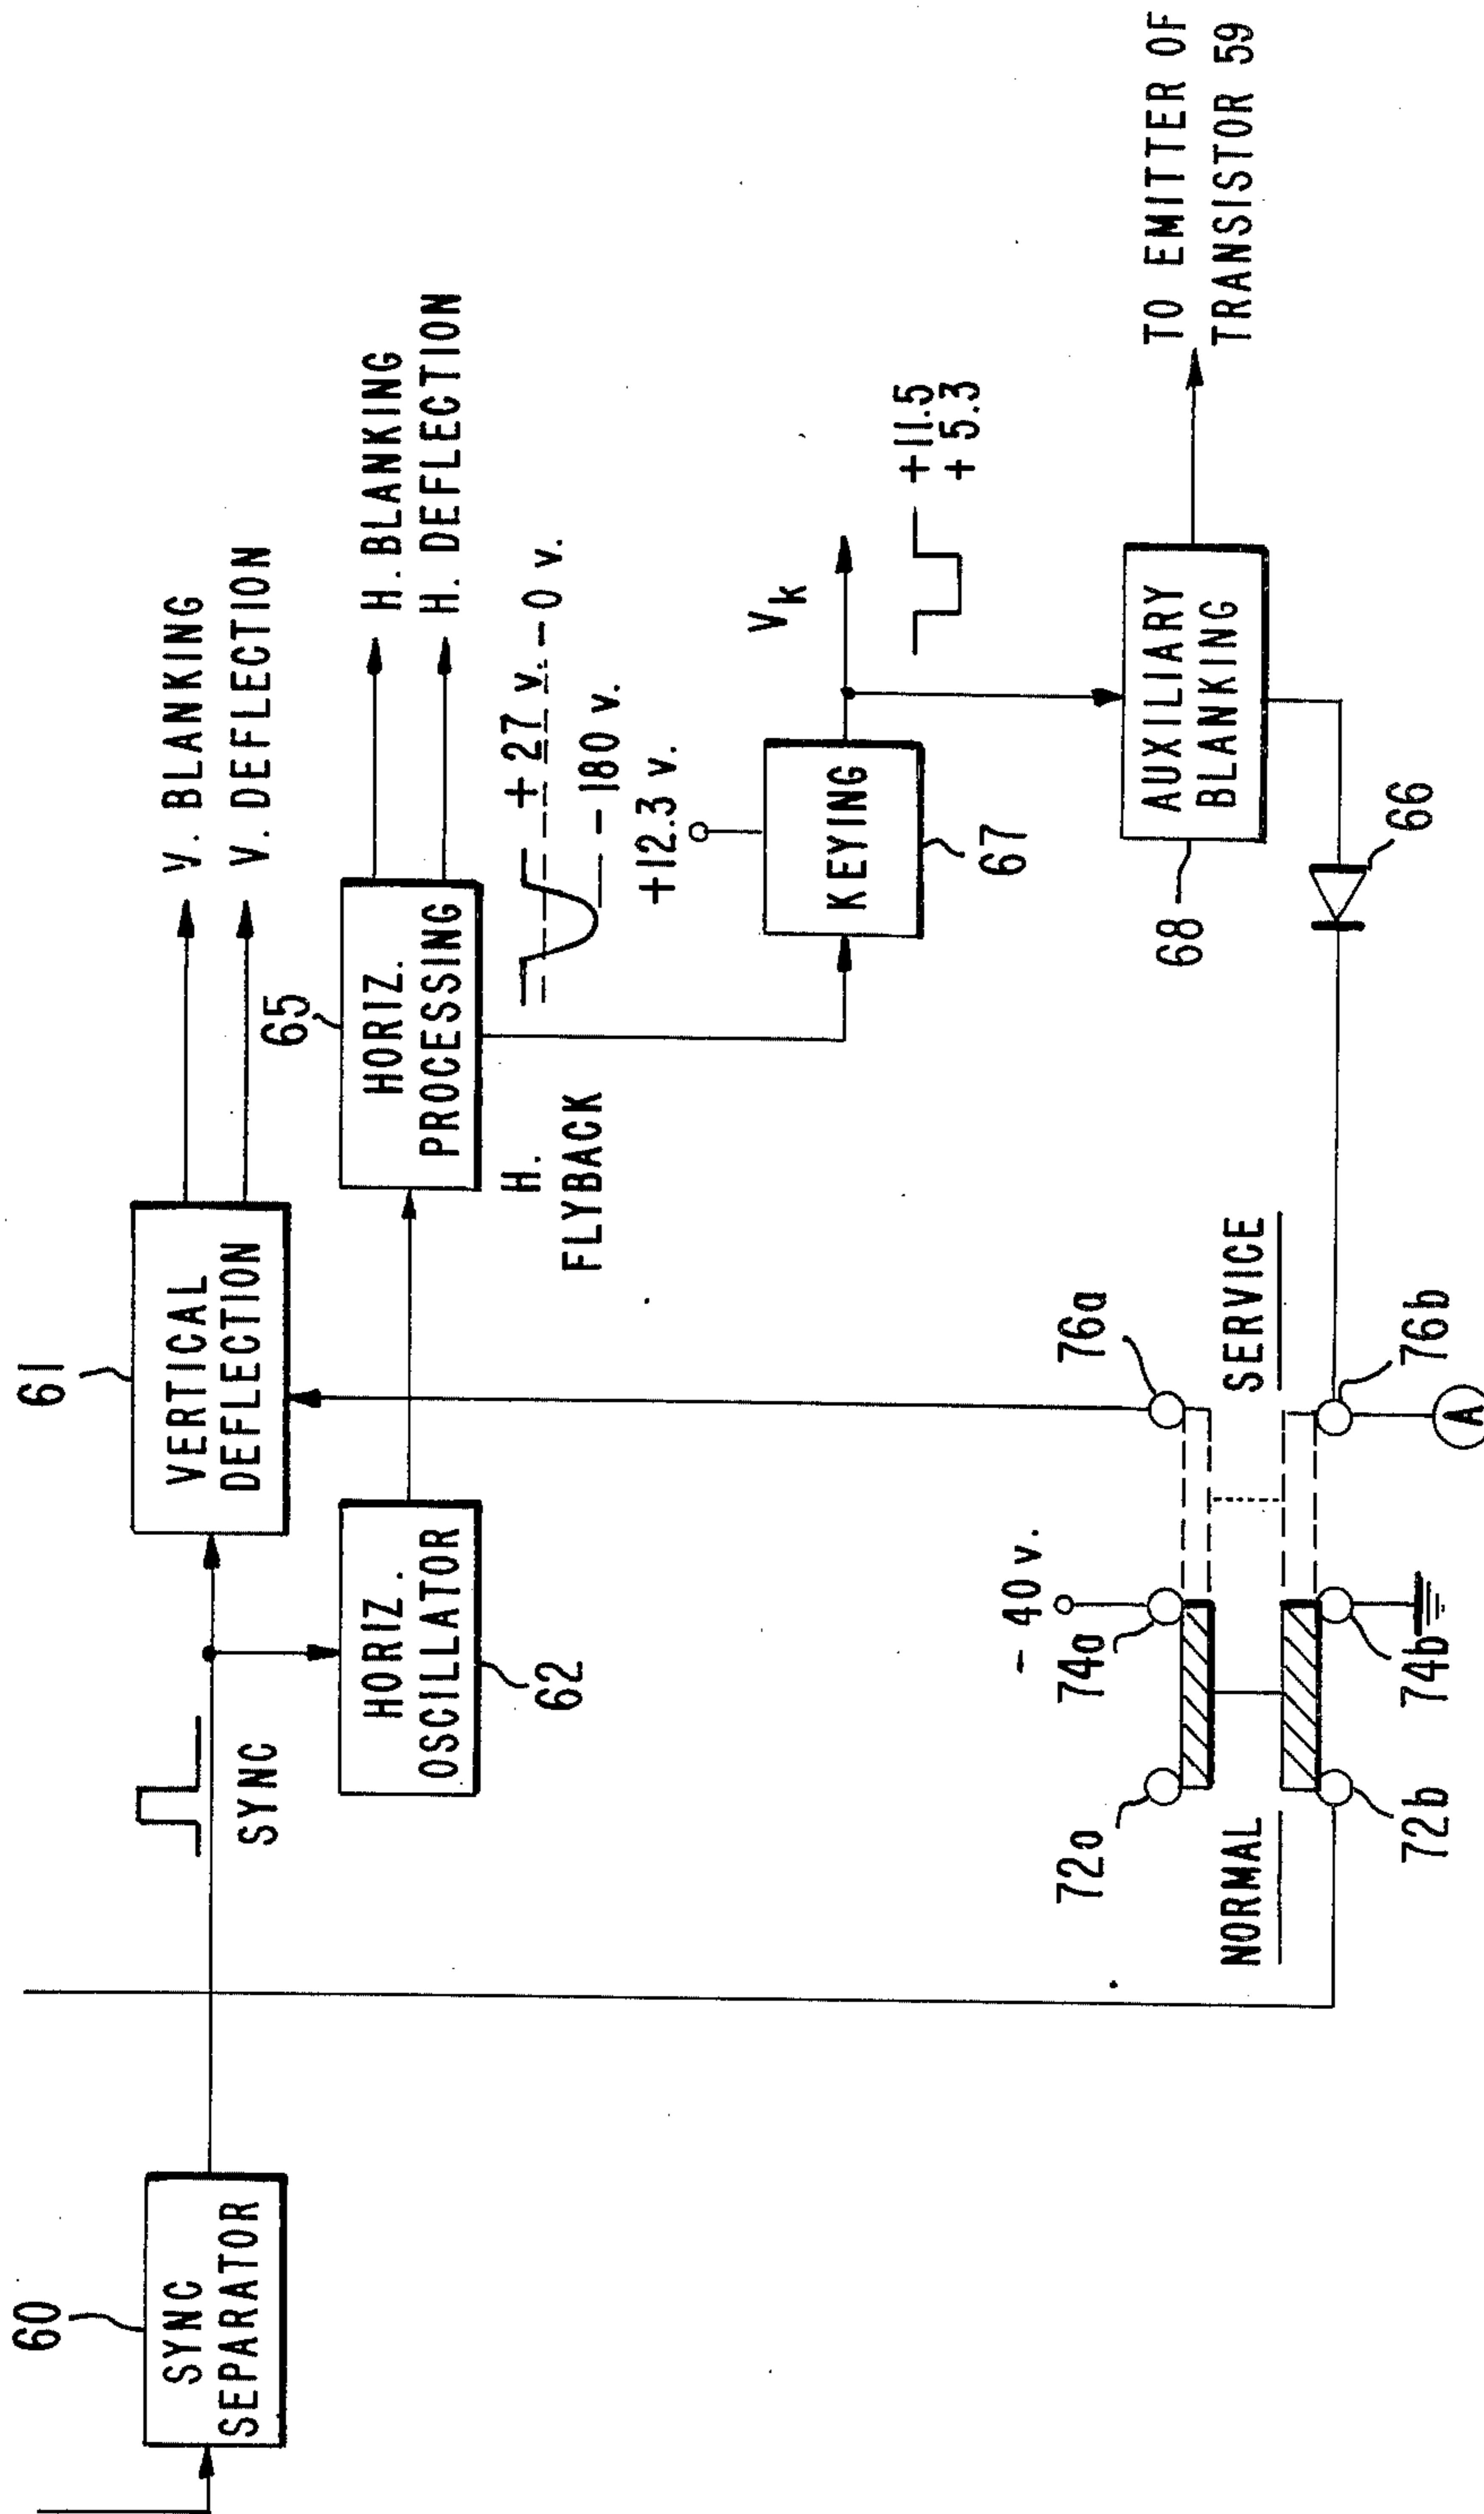 60
SYNC
SEPARATOR
SYNC
61
VERTICAL
DEFLECTION
V. BLANKING
V. DEFLECTION
HORIZ.
OSCILLATOR
62
65
HORIZ.
PROCESSING
H. BLANKING
H. DEFLECTION
H.
FLYBACK
+27 v.
0 v.
-180 v.
+12.3 v.
KEYING
67
VK
+11.5
+5.3
-40 v.
72a
74a
76a
NORMAL
SERVICE
72b
74b
76b
A
68
AUXILIARY
BLANKING
66
TO EMITTER OF
TRANSISTOR 59